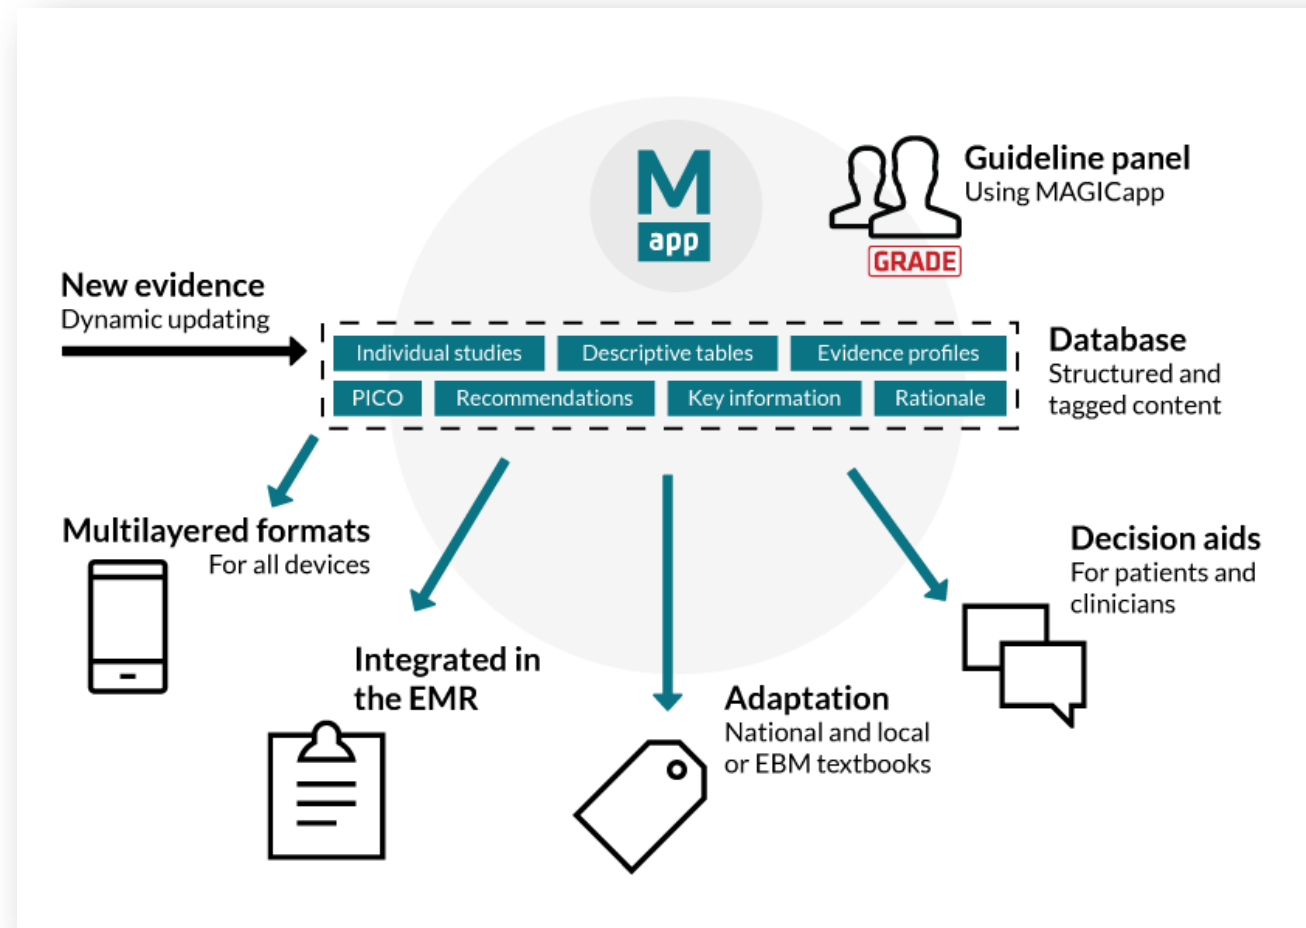 M
app
Guideline panel
Using MAGICapp
GRADE
New evidence
Dynamic updating
Individual studies
Descriptive tables
Evidence profiles
PICO
Recommendations
Key information
Rationale
Database
Structured and
tagged content
Multilayered formats
For all devices
Integrated in
the EMR
Adaptation
National and local
or EBM textbooks
Decision aids
For patients and
clinicians